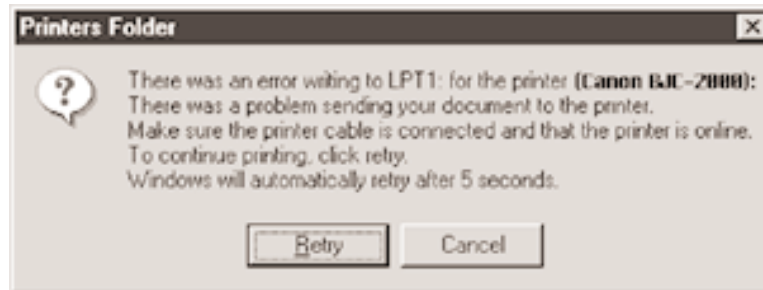 Printers Folder
There was an error writing to LPT1: for the printer (Canon BJC-2000):
There was a problem sending your document to the printer.
Make sure the printer cable is connected and that the printer is online.
To continue printing, click retry.
Windows will automatically retry after 5 seconds.
Retry Cancel